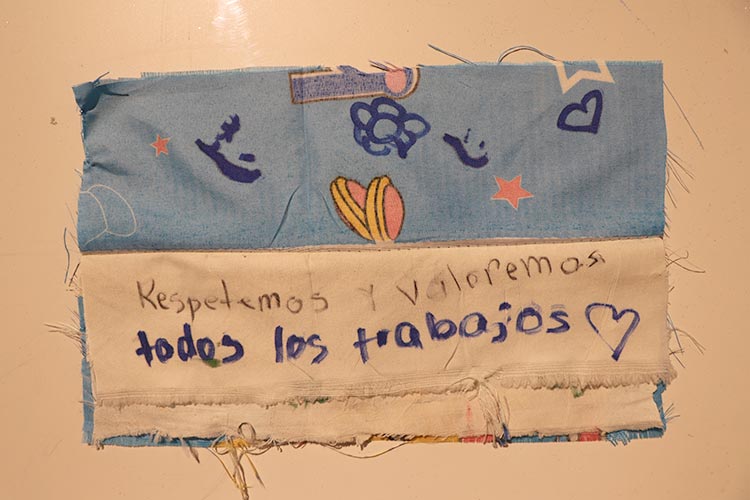 Respetemos y valoremos
todos los trabajos